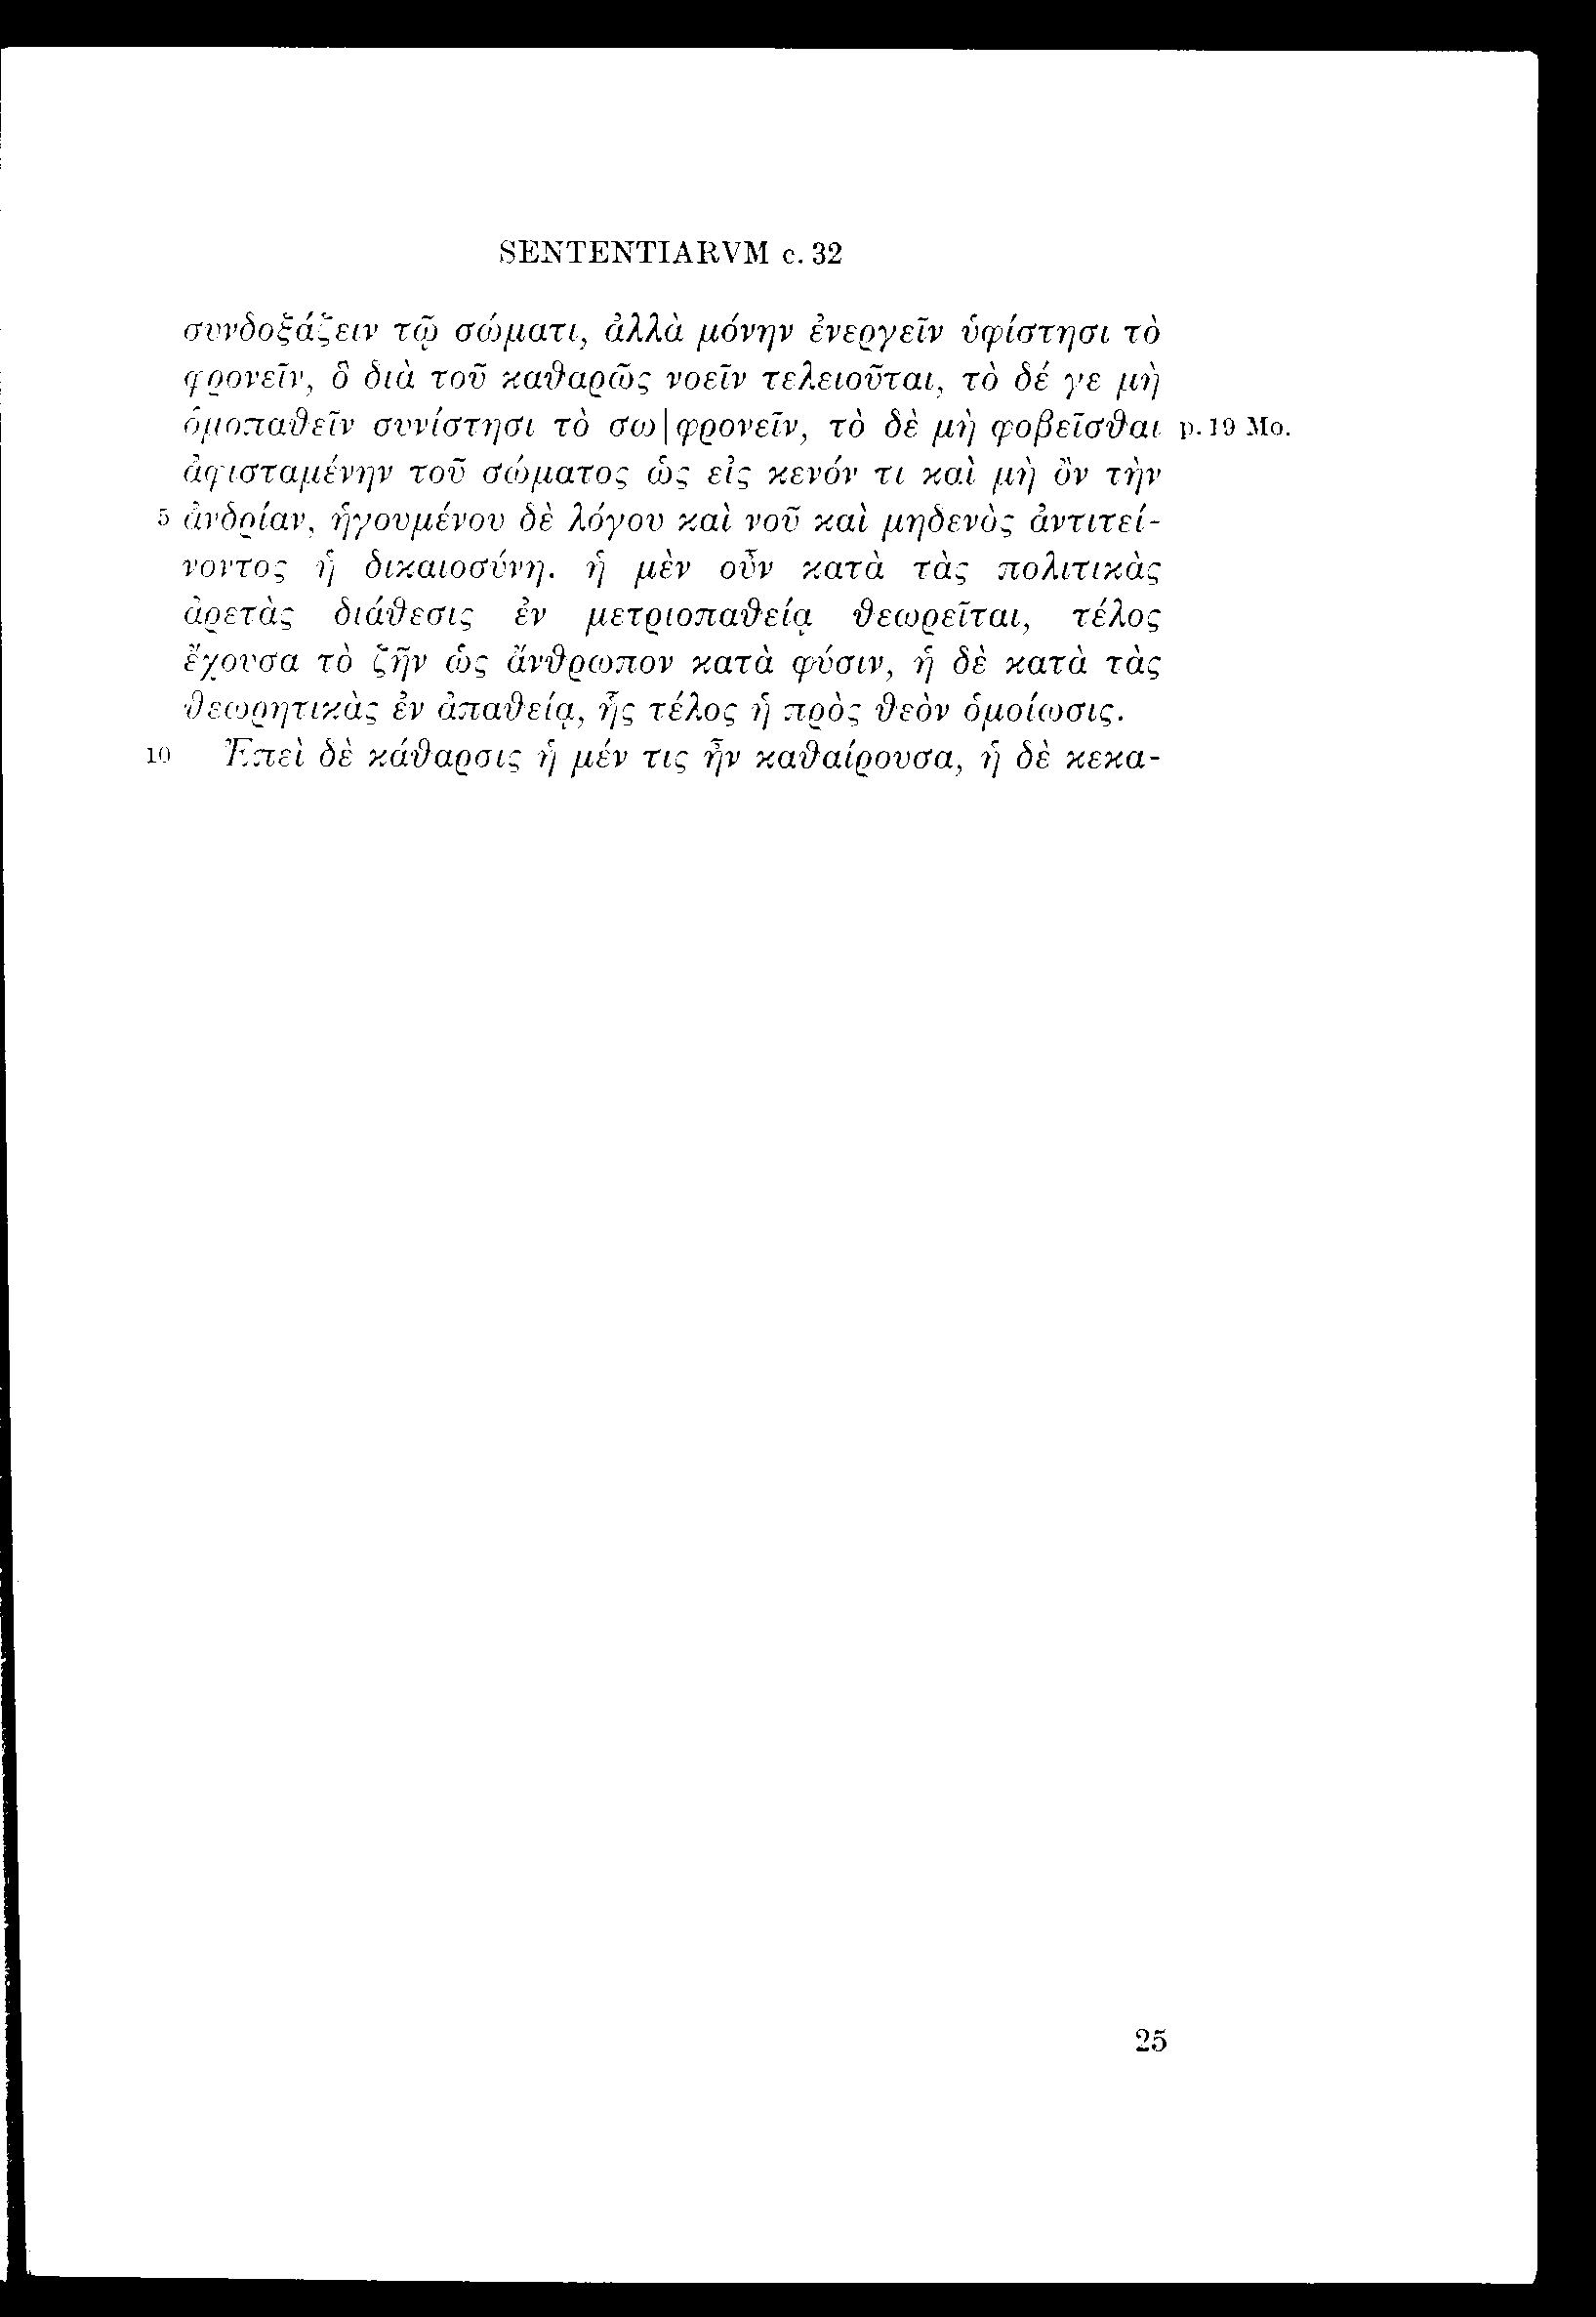 SENTENTIARVM c. 32
συνδοξάζειν τῷ σώματι, ἀλλὰ μόνην ἐνεργεῖν ὑφίστησι τὸ
φρονεῖν, ὃ διὰ τοῦ καθαρῶς νοεῖν τελειοῦται, τὸ δέ γε μὴ
ὁμοπαθεῖν συνίστησι τὸ σω|φρονεῖν, τὸ δὲ μὴ φοβεῖσθαι p. 19 Mo.
ἀφισταμένην τοῦ σώματος ὡς εἰς κενόν τι καὶ μὴ ὂν τὴν
5 ἀνδρίαν, ἡγουμένου δὲ λόγου καὶ νοῦ καὶ μηδενὸς ἀντιτεί-
νοντος ἡ δικαιοσύνη. ἡ μὲν οὖν κατὰ τὰς πολιτικὰς
ἀρετὰς διάθεσις ἐν μετριοπαθείᾳ θεωρεῖται, τέλος
ἔχουσα τὸ ζῆν ὡς ἄνθρωπον κατὰ φύσιν, ἡ δὲ κατὰ τὰς
θεωρητικὰς ἐν ἀπαθείᾳ, ἧς τέλος ἡ πρὸς θεὸν ὁμοίωσις.
10 Ἐπεὶ δὲ κάθαρσις ἡ μέν τις ἦν καθαίρουσα, ἡ δὲ κεκα-
25